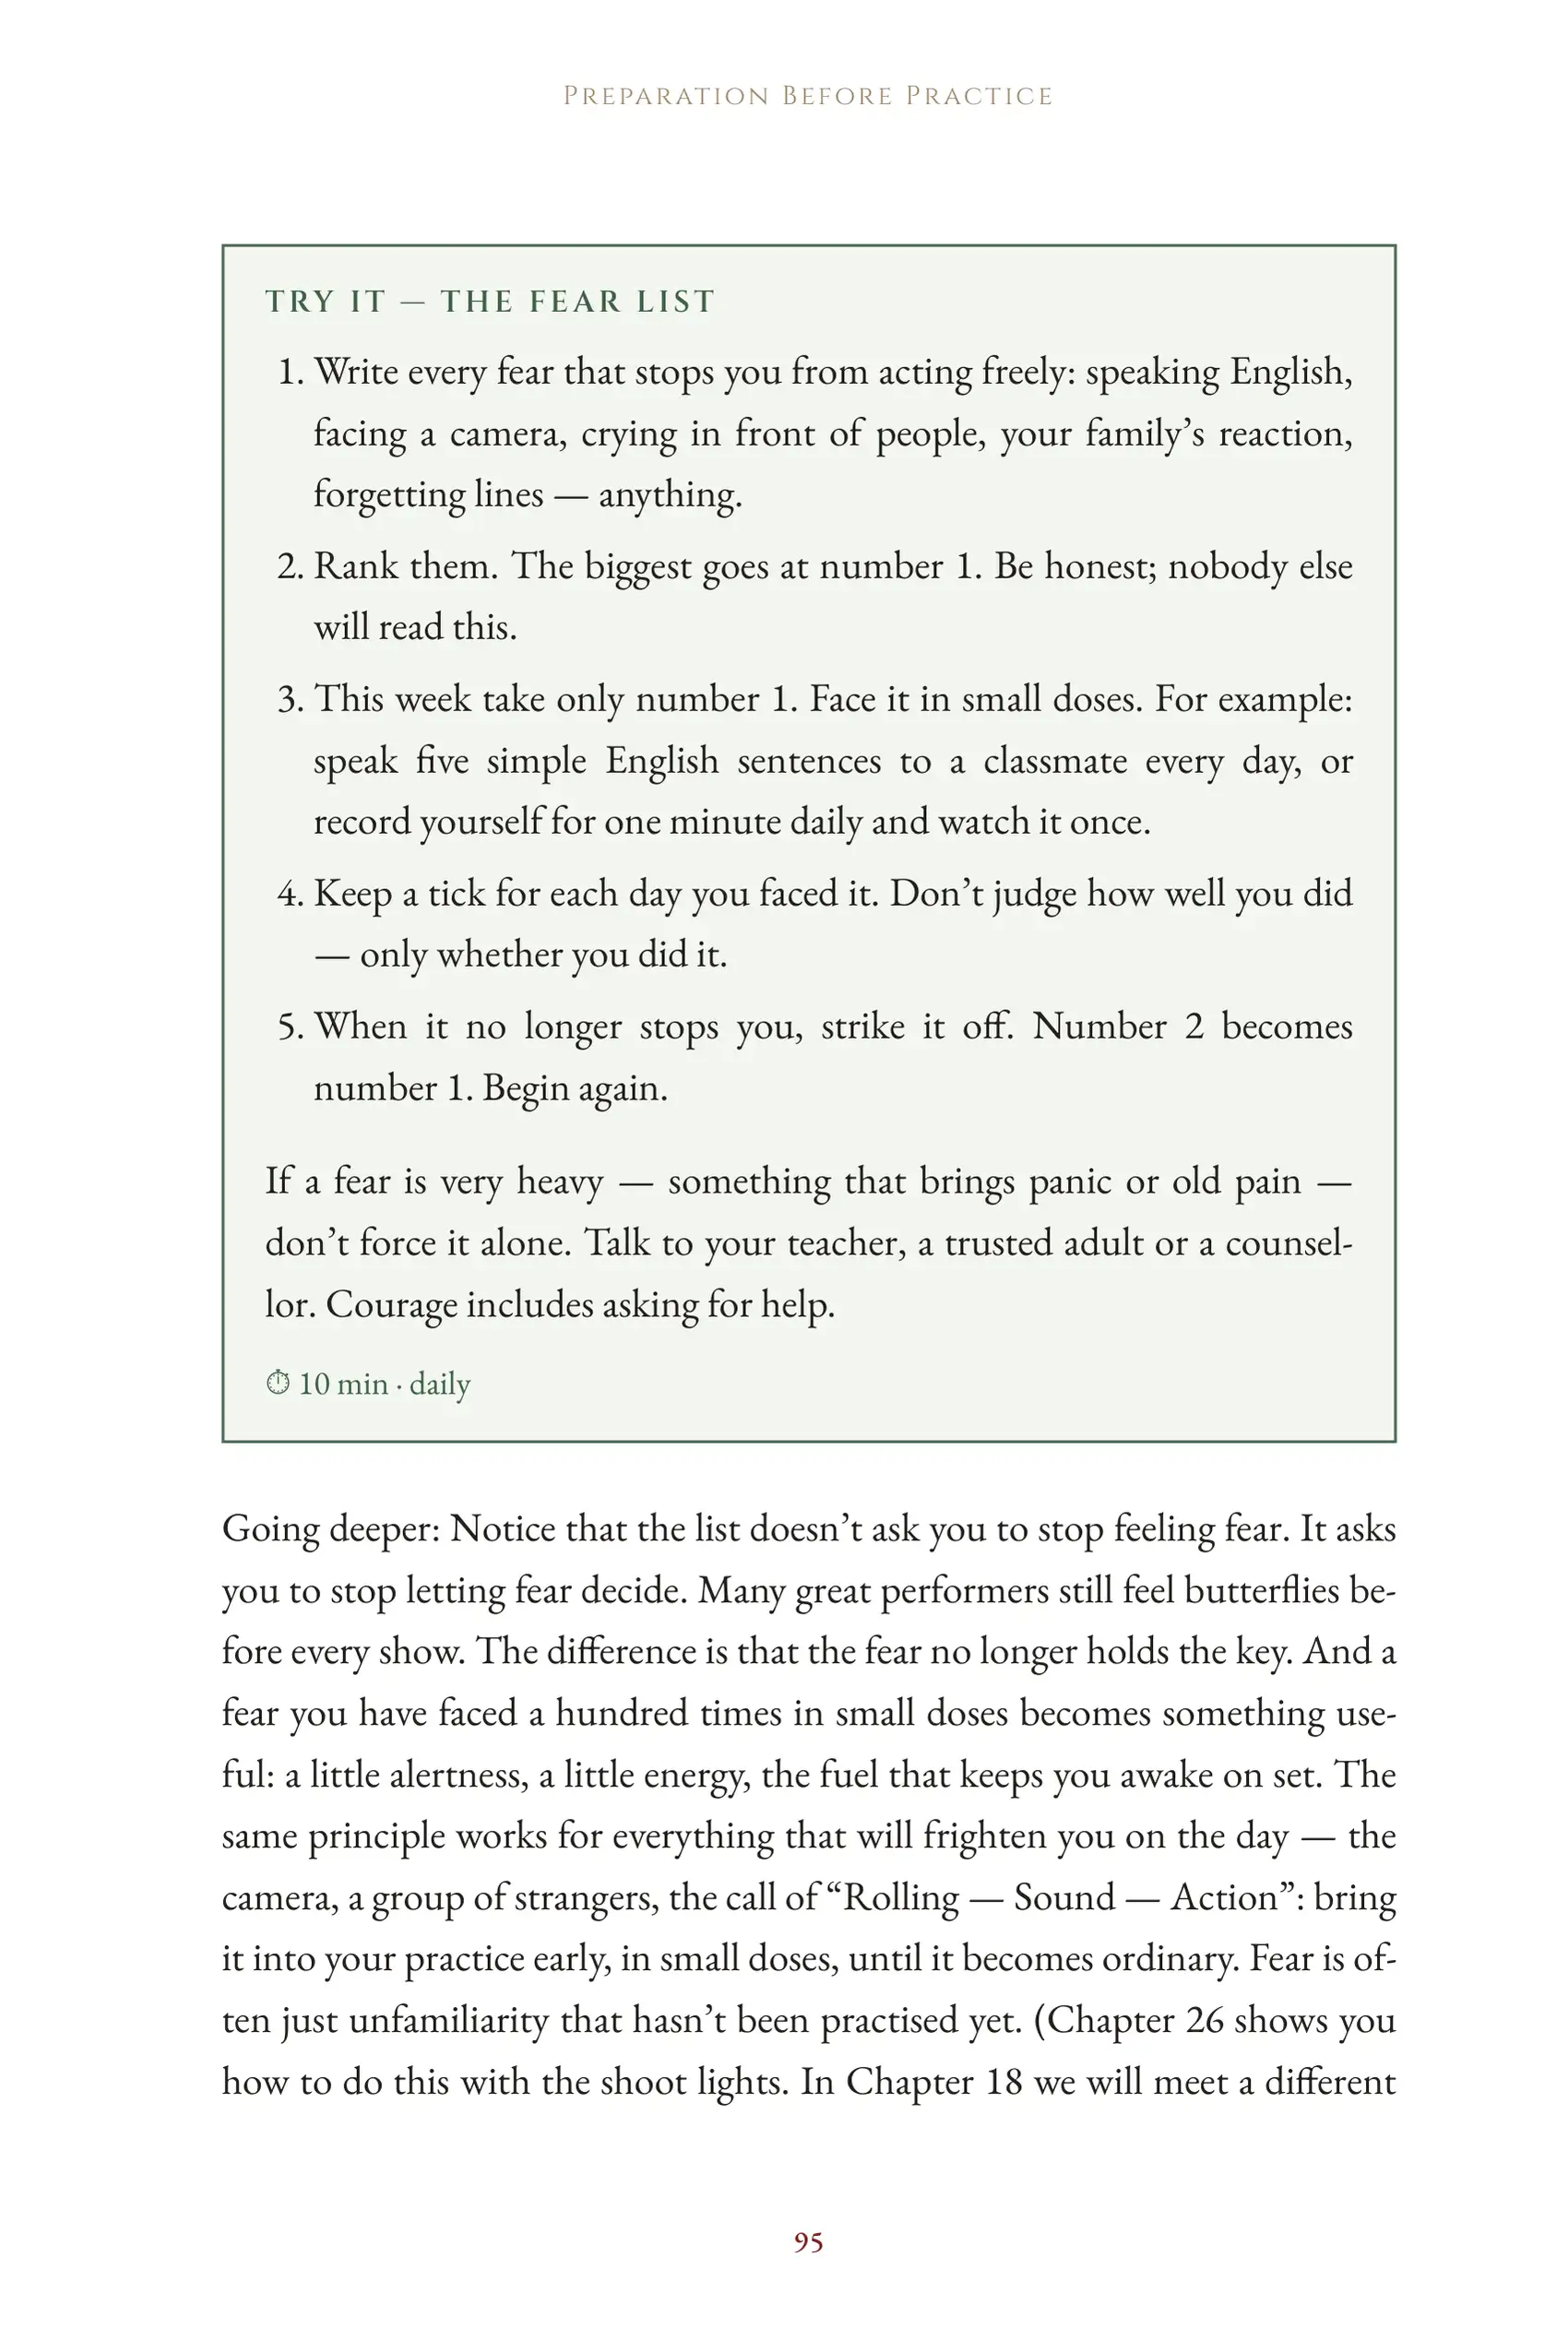 Preparation Before Practice
TRY IT — THE FEAR LIST
1. Write every fear that stops you from acting freely: speaking English,
facing a camera, crying in front of people, your family’s reaction,
forgetting lines — anything.
2. Rank them. The biggest goes at number 1. Be honest; nobody else
will read this.
3. This week take only number 1. Face it in small doses. For example:
speak five simple English sentences to a classmate every day, or
record yourself for one minute daily and watch it once.
4. Keep a tick for each day you faced it. Don’t judge how well you did
— only whether you did it.
5. When it no longer stops you, strike it off. Number 2 becomes
number 1. Begin again.
If a fear is very heavy — something that brings panic or old pain —
don’t force it alone. Talk to your teacher, a trusted adult or a counsel-
lor. Courage includes asking for help.
⏱ 10 min · daily
Going deeper: Notice that the list doesn’t ask you to stop feeling fear. It asks
you to stop letting fear decide. Many great performers still feel butterflies be-
fore every show. The difference is that the fear no longer holds the key. And a
fear you have faced a hundred times in small doses becomes something use-
ful: a little alertness, a little energy, the fuel that keeps you awake on set. The
same principle works for everything that will frighten you on the day — the
camera, a group of strangers, the call of “Rolling — Sound — Action”: bring
it into your practice early, in small doses, until it becomes ordinary. Fear is of-
ten just unfamiliarity that hasn’t been practised yet. (Chapter 26 shows you
how to do this with the shoot lights. In Chapter 18 we will meet a different
95